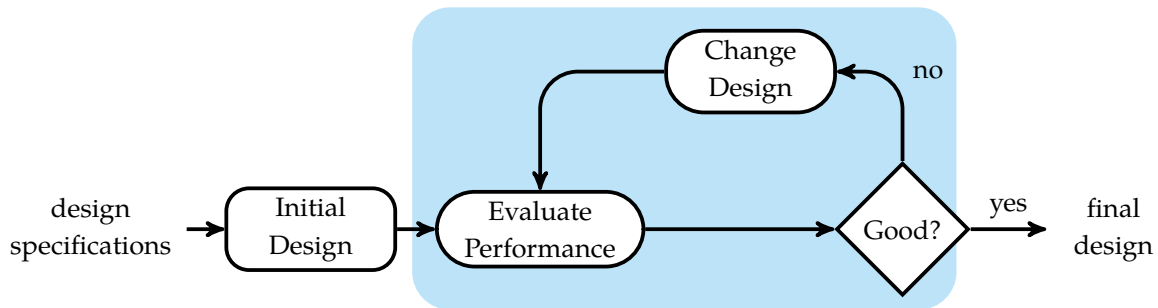 Change
Design
no
design
specifications
Initial
Design
Evaluate
Performance
Good?
yes
final
design